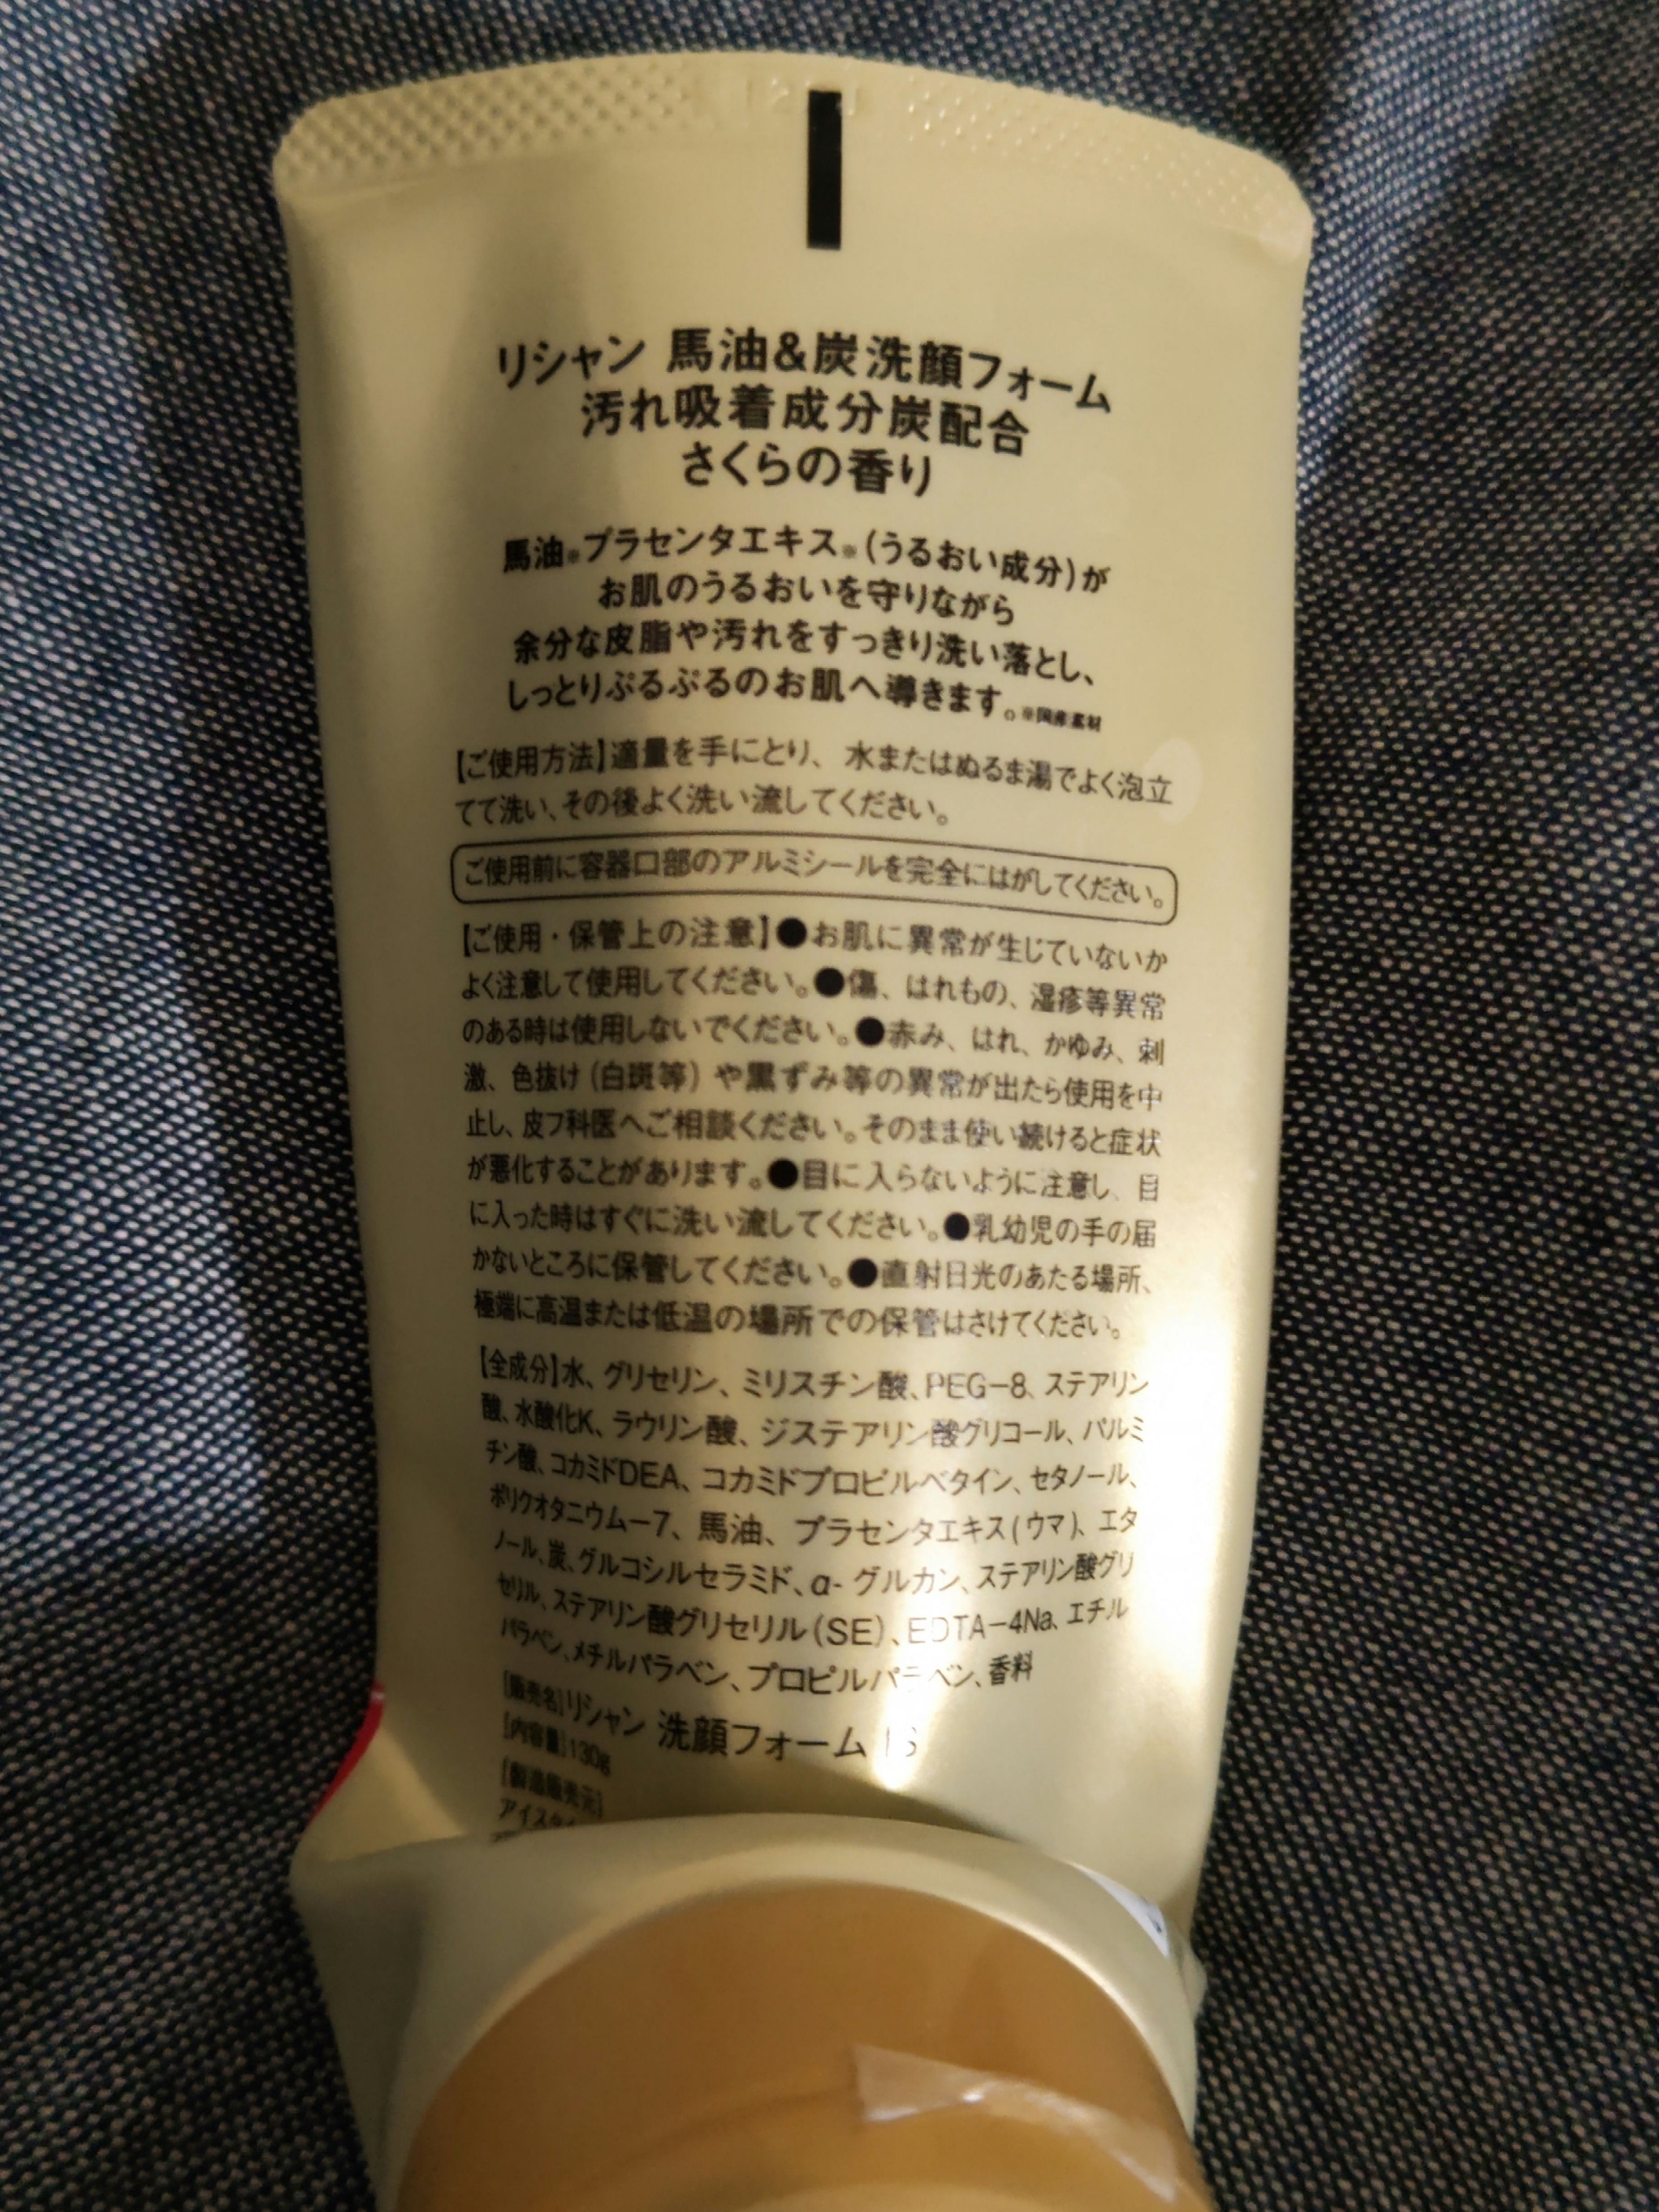 リシャン 馬油&炭洗顔フォーム
汚れ吸着成分炭配合
さくらの香り
馬油※プラセンタエキス※(うるおい成分)が
お肌のうるおいを守りながら
余分な皮脂や汚れをすっきり洗い落とし、
しっとりぷるぷるのお肌へ導きます。※国産素材
【ご使用方法】適量を手にとり、水またはぬるま湯でよく泡立
てて洗い、その後よく洗い流してください。
ご使用前に容器口部のアルミシールを完全にはがしてください。
【ご使用・保管上の注意】●お肌に異常が生じていないか
よく注意して使用してください。●傷、はれもの、湿疹等異常
のある時は使用しないでください。●赤み、はれ、かゆみ、刺
激、色抜け(白斑等)や黒ずみ等の異常が出たら使用を中
止し、皮フ科医へご相談ください。そのまま使い続けると症状
が悪化することがあります。●目に入らないように注意し、目
に入った時はすぐに洗い流してください。●乳幼児の手の届
かないところに保管してください。●直射日光のあたる場所、
極端に高温または低温の場所での保管はさけてください。
【全成分】水、グリセリン、ミリスチン酸、PEG-8、ステアリン
酸、水酸化K、ラウリン酸、ジステアリン酸グリコール、パルミ
チン酸、コカミドDEA、コカミドプロピルベタイン、セタノール、
ポリクオタニウムー7、馬油、プラセンタエキス(ウマ)、エタ
ノール、炭、グルコシルセラミド、α-グルカン、ステアリン酸グリ
セリル、ステアリン酸グリセリル(SE)、EDTA-4Na、エチル
パラベン、メチルパラベン、プロピルパラベン、香料
[販売名]リシャン 洗顔フォーム
[内容量]130g
[製造販売元]
アイスタ